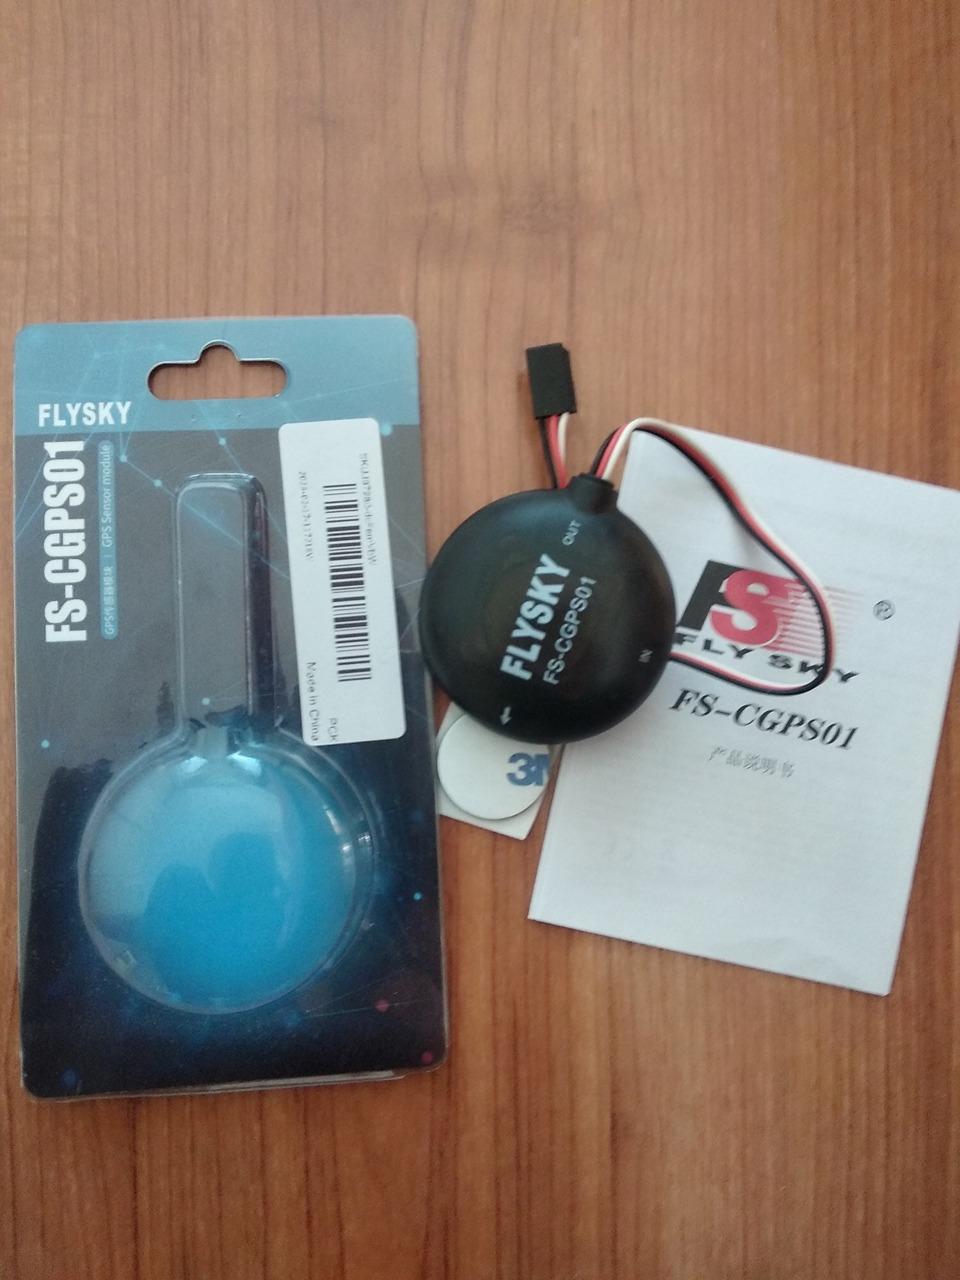 FLYSKY
FS-CGPS01
GPS传感器模块 | GPS Sensor module
Made in China
PCK
FLYSKY
FS-CGPS01
OUT
IN
3M
FS
®
FLY SKY
FS-CGPS01
产品说明书